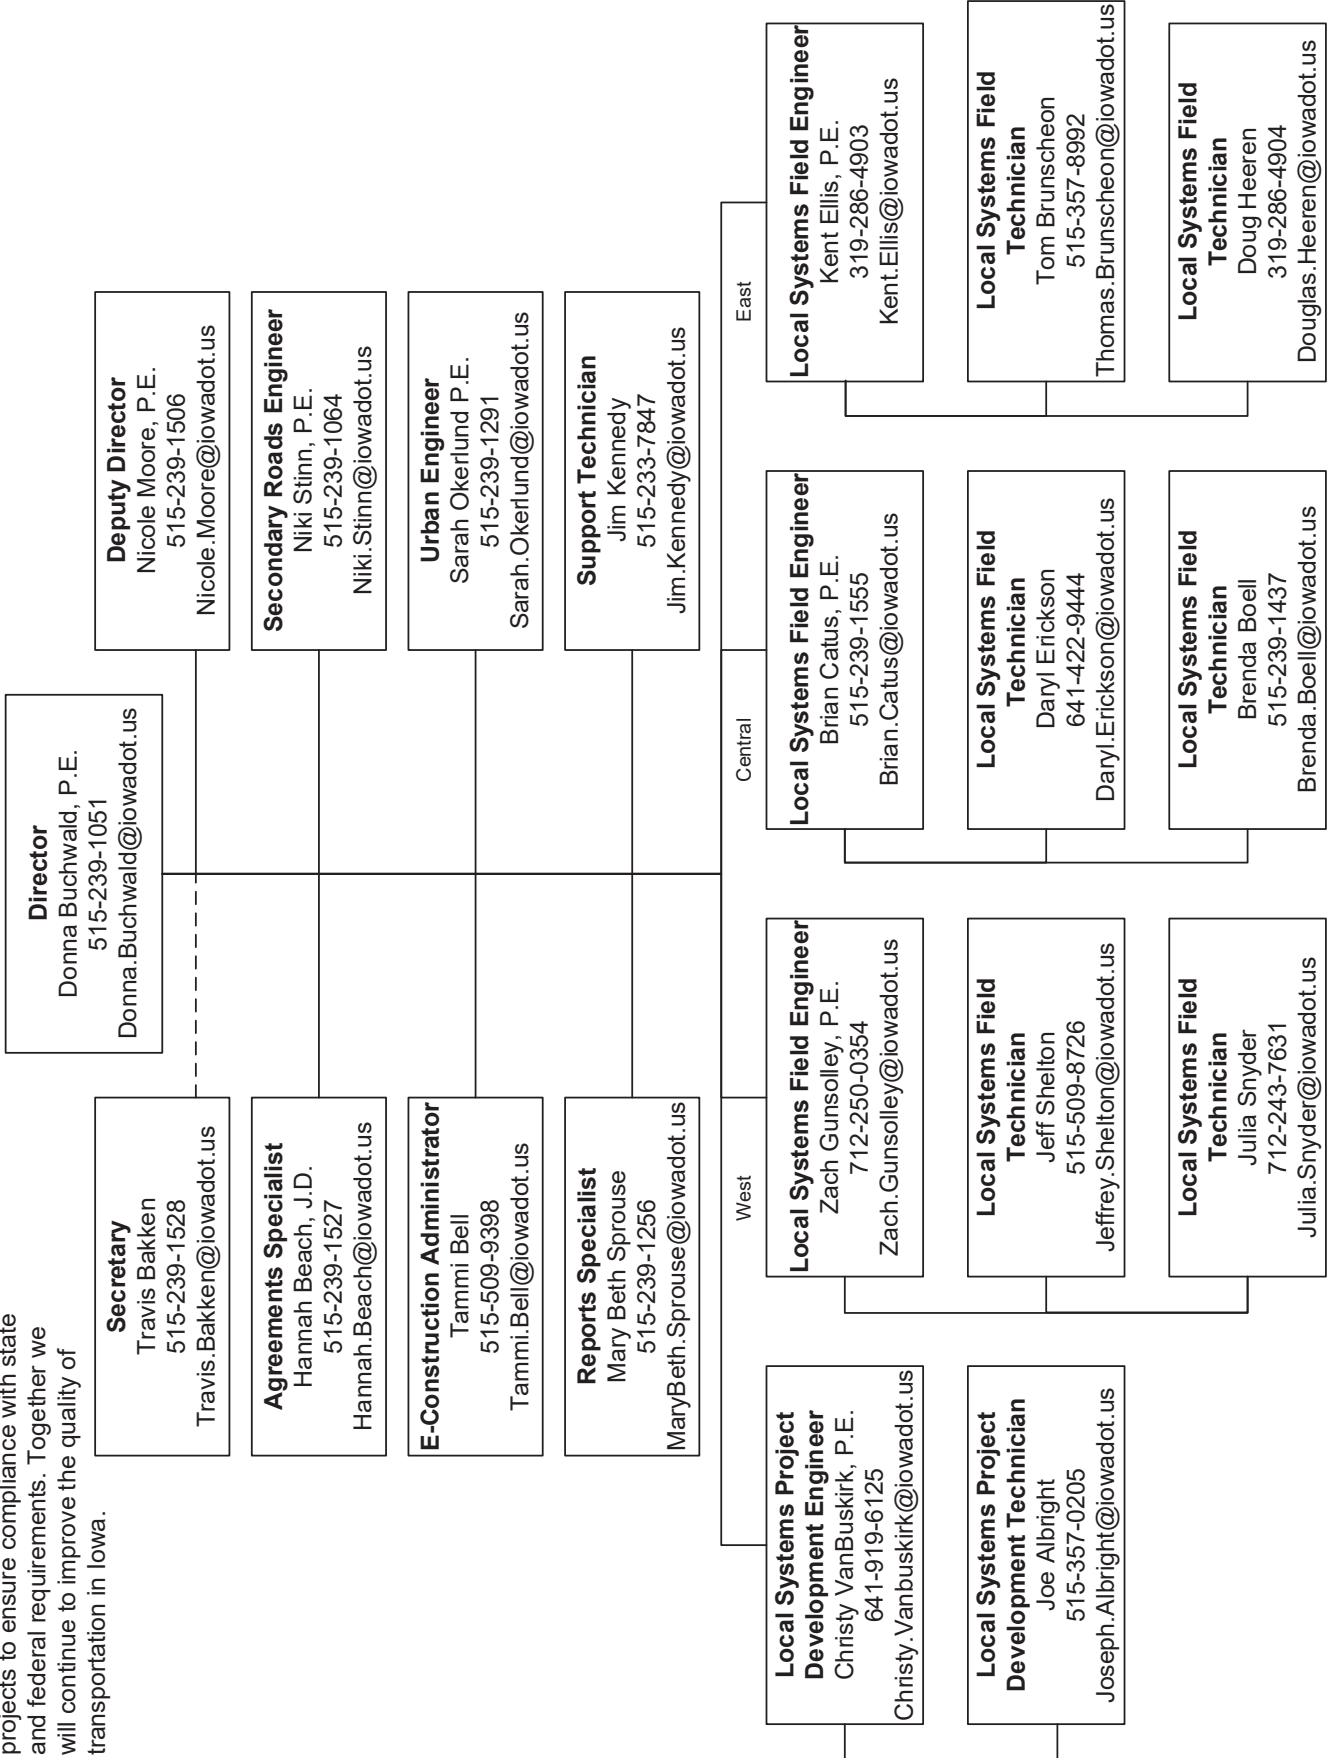 projects to ensure compliance with state
and federal requirements. Together we
will continue to improve the quality of
transportation in Iowa.
Director
Donna Buchwald, P.E.
515-239-1051
Donna.Buchwald@iowadot.us
Secretary
Travis Bakken
515-239-1528
Travis.Bakken@iowadot.us
Deputy Director
Nicole Moore, P.E.
515-239-1506
Nicole.Moore@iowadot.us
Agreements Specialist
Hannah Beach, J.D.
515-239-1527
Hannah.Beach@iowadot.us
Secondary Roads Engineer
Niki Stinn, P.E.
515-239-1064
Niki.Stinn@iowadot.us
E-Construction Administrator
Tammi Bell
515-509-9398
Tammi.Bell@iowadot.us
Urban Engineer
Sarah Okerlund P.E.
515-239-1291
Sarah.Okerlund@iowadot.us
Reports Specialist
Mary Beth Sprouse
515-239-1256
MaryBeth.Sprouse@iowadot.us
Support Technician
Jim Kennedy
515-233-7847
Jim.Kennedy@iowadot.us
West
Central
East
Local Systems Project
Development Engineer
Christy VanBuskirk, P.E.
641-919-6125
Christy.Vanbuskirk@iowadot.us
Local Systems Field Engineer
Zach Gunsolley, P.E.
712-250-0354
Zach.Gunsolley@iowadot.us
Local Systems Field Engineer
Brian Catus, P.E.
515-239-1555
Brian.Catus@iowadot.us
Local Systems Field Engineer
Kent Ellis, P.E.
319-286-4903
Kent.Ellis@iowadot.us
Local Systems Project
Development Technician
Joe Albright
515-357-0205
Joseph.Albright@iowadot.us
Local Systems Field
Technician
Jeff Shelton
515-509-8726
Jeffrey.Shelton@iowadot.us
Local Systems Field
Technician
Daryl Erickson
641-422-9444
Daryl.Erickson@iowadot.us
Local Systems Field
Technician
Tom Brunscheon
515-357-8992
Thomas.Brunscheon@iowadot.us
Local Systems Field
Technician
Julia Snyder
712-243-7631
Julia.Snyder@iowadot.us
Local Systems Field
Technician
Brenda Boell
515-239-1437
Brenda.Boell@iowadot.us
Local Systems Field
Technician
Doug Heeren
319-286-4904
Douglas.Heeren@iowadot.us